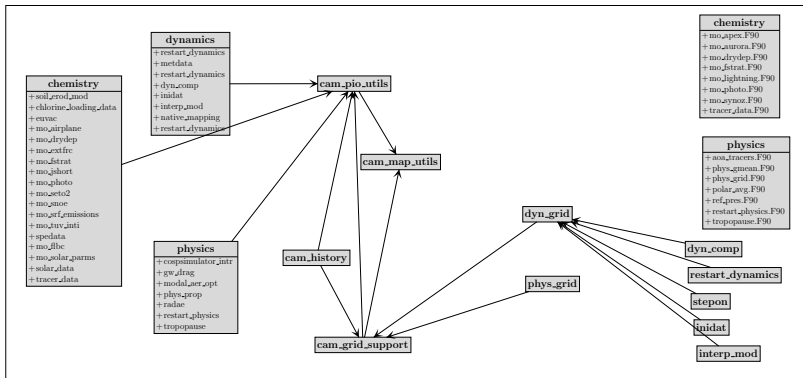 dynamics
+restart_dynamics
+metdata
+restart_dynamics
+dyn_comp
+inidat
+interp_mod
+native_mapping
+restart_dynamics
chemistry
+soil_erod_mod
+chlorine_loading_data
+euvac
+mo_airplane
+mo_drydep
+mo_extfrc
+mo_fstrat
+mo_jshort
+mo_photo
+mo_seto2
+mo_snoe
+mo_srf_emissions
+mo_tuv_inti
+spedata
+mo_flbc
+mo_solar_parms
+solar_data
+tracer_data
physics
+cospsimulator_intr
+gw_drag
+modal_aer_opt
+phys_prop
+radae
+restart_physics
+tropopause
cam_pio_utils
cam_map_utils
cam_history
cam_grid_support
phys_grid
dyn_grid
dyn_comp
restart_dynamics
stepon
inidat
interp_mod
chemistry
+mo_apex.F90
+mo_aurora.F90
+mo_drydep.F90
+mo_fstrat.F90
+mo_lightning.F90
+mo_photo.F90
+mo_synoz.F90
+tracer_data.F90
physics
+aoa_tracers.F90
+phys_gmean.F90
+phys_grid.F90
+polar_avg.F90
+ref_pres.F90
+restart_physics.F90
+tropopause.F90